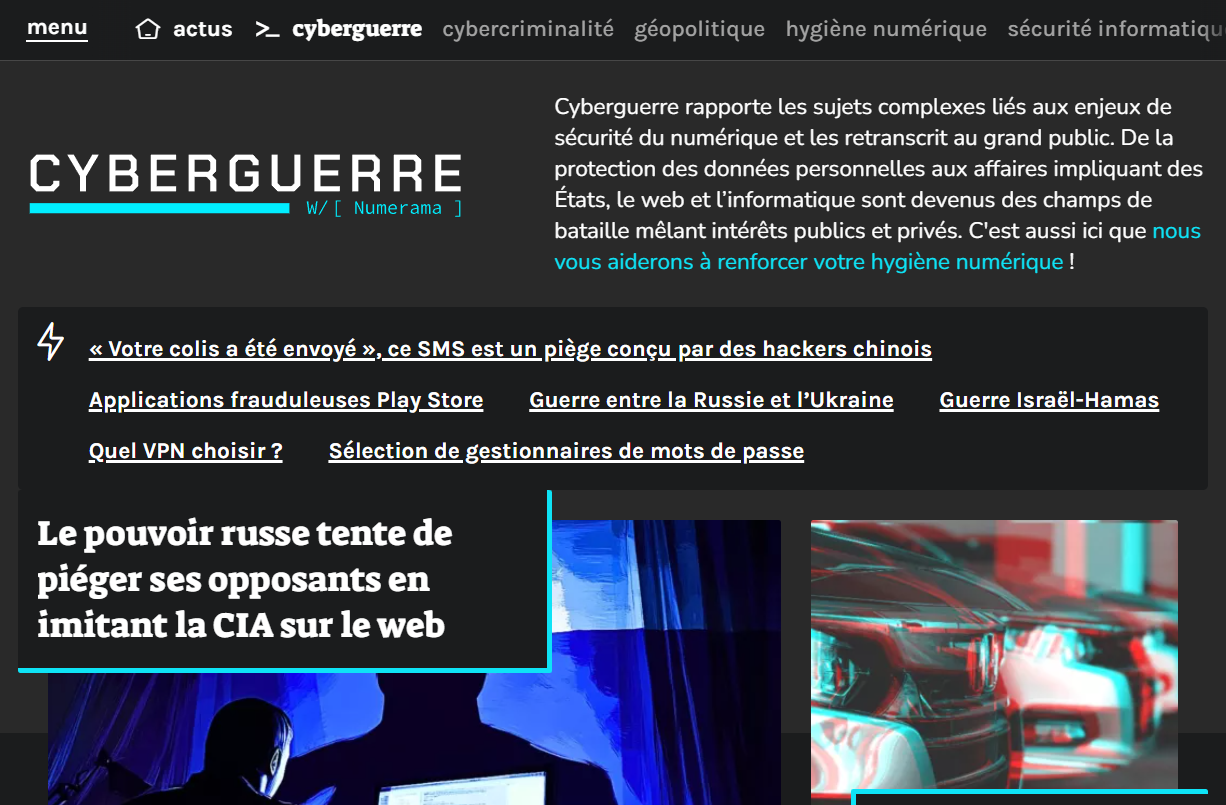 menu actus cyberguerre cybercriminalité géopolitique hygiène numérique sécurité
CYBERGUERRE
W/[ Numerama ]
Cyberguerre rapporte les sujets complexes liés aux enjeux de
sécurité du numérique et les retranscrit au grand public. De la
protection des données personnelles aux affaires impliquant des
États, le web et l’informatique sont devenus des champs de
bataille mêlant intérêts publics et privés. C'est aussi ici que nous
vous aiderons à renforcer votre hygiène numérique !
« Votre colis a été envoyé », ce SMS est un piège conçu par des hackers chinois
Applications frauduleuses Play Store Guerre entre la Russie et l’Ukraine Guerre Israël-Hamas
Quel VPN choisir ? Sélection de gestionnaires de mots de passe
Le pouvoir russe tente de
piéger ses opposants en
imitant la CIA sur le web